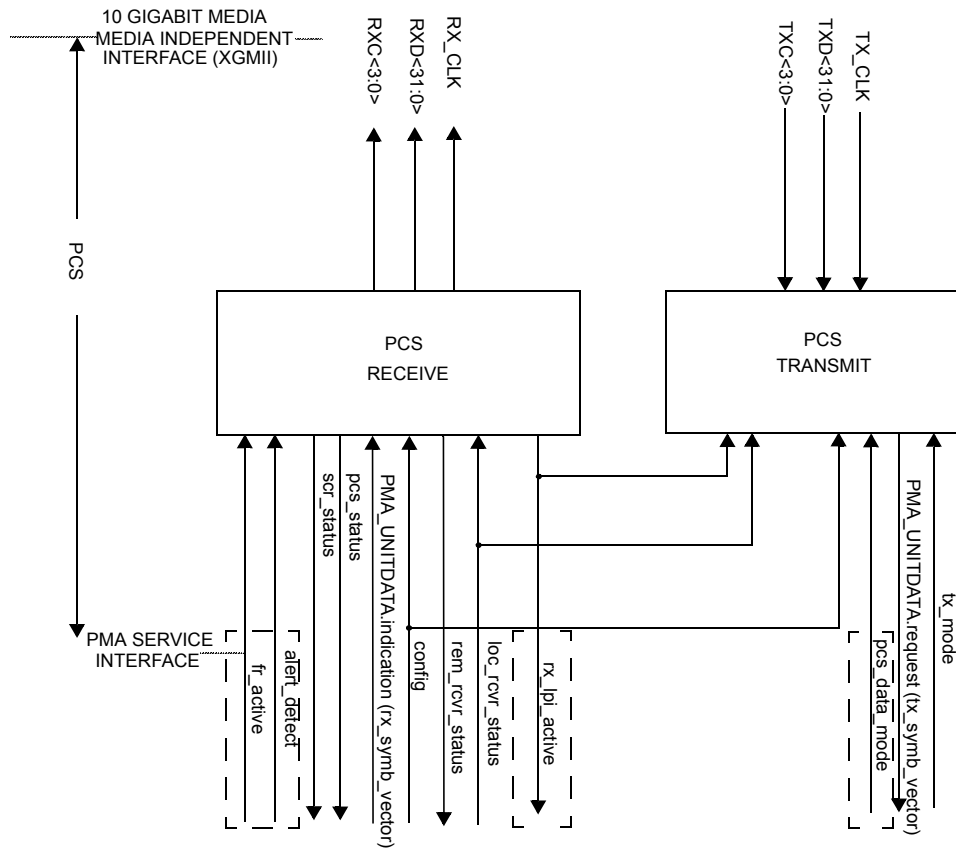 10 GIGABIT MEDIA
MEDIA INDEPENDENT
INTERFACE (XGMII)
RXC<3:0>
RXD<31:0>
RX_CLK
TXC<3:0>
TXD<31:0>
TX_CLK
PCS
PCS
RECEIVE
PCS
TRANSMIT
PMA SERVICE
INTERFACE
fr_active
alert_detect
scr_status
pcs_status
PMA_UNITDATA.indication (rx_symb_vector)
config
rem_rcvr_status
loc_rcvr_status
rx_lpi_active
pcs_data_mode
PMA_UNITDATA.request (tx_symb_vector)
tx_mode